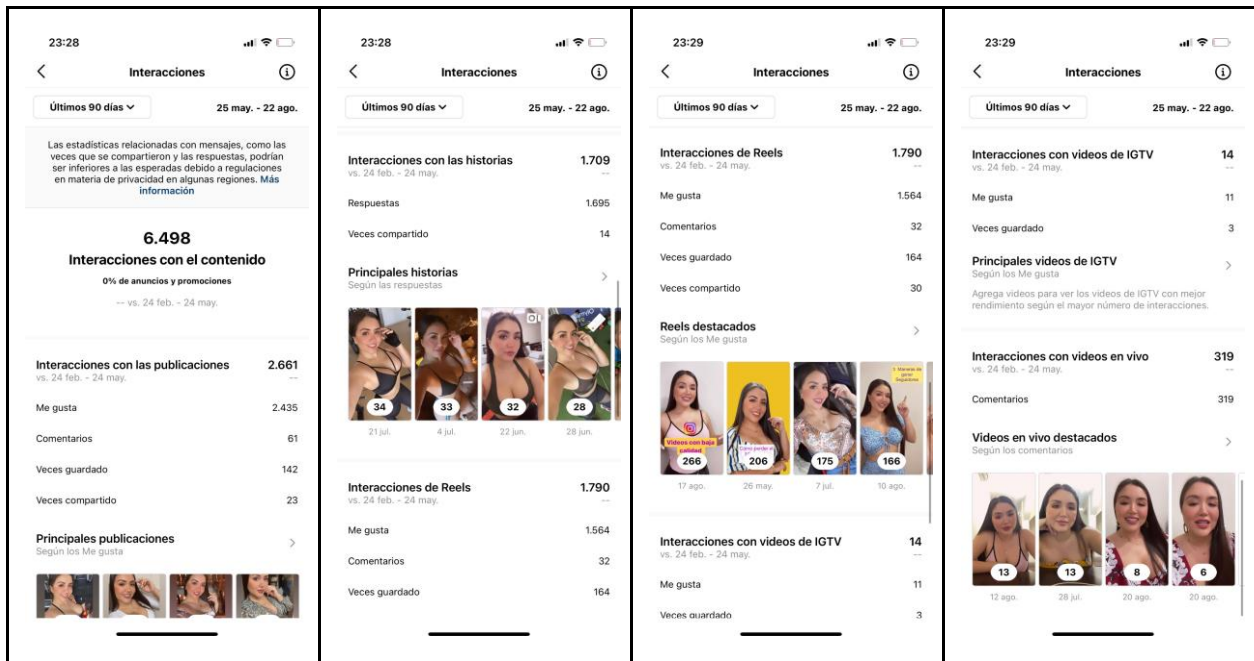 23:28
Interacciones
Últimos 90 días
25 may. - 22 ago.
Las estadísticas relacionadas con mensajes, como las
veces que se compartieron y las respuestas, podrían
ser inferiores a las esperadas debido a regulaciones
en materia de privacidad en algunas regiones. Más
información
6.498
Interacciones con el contenido
0% de anuncios y promociones
-- vs. 24 feb. - 24 may.
Interacciones con las publicaciones 2.661
vs. 24 feb. - 24 may. --
Me gusta 2.435
Comentarios 61
Veces guardado 142
Veces compartido 23
Principales publicaciones
Según los Me gusta
23:28
Interacciones
Últimos 90 días
25 may. - 22 ago.
Interacciones con las historias 1.709
vs. 24 feb. - 24 may. --
Respuestas 1.695
Veces compartido 14
Principales historias
Según las respuestas
34 33 32 28
21 jul. 4 jul. 22 jun. 28 jun.
Interacciones de Reels 1.790
vs. 24 feb. - 24 may. --
Me gusta 1.564
Comentarios 32
Veces guardado 164
23:29
Interacciones
Últimos 90 días
25 may. - 22 ago.
Interacciones de Reels 1.790
vs. 24 feb. - 24 may. --
Me gusta 1.564
Comentarios 32
Veces guardado 164
Veces compartido 30
Reels destacados
Según los Me gusta
Videos con baja
calidad
266 206 175 166
17 ago. 26 may. 7 jul. 10 ago.
Interacciones con videos de IGTV 14
vs. 24 feb. - 24 may. --
Me gusta 11
Veces guardado 3
23:29
Interacciones
Últimos 90 días
25 may. - 22 ago.
Interacciones con videos de IGTV 14
vs. 24 feb. - 24 may. --
Me gusta 11
Veces guardado 3
Principales videos de IGTV
Según los Me gusta
Agrega videos para ver los videos de IGTV con mejor
rendimiento según el mayor número de interacciones.
Interacciones con videos en vivo 319
vs. 24 feb. - 24 may. --
Comentarios 319
Videos en vivo destacados
Según los comentarios
13 13 8 6
12 ago. 28 jul. 20 ago. 20 ago.